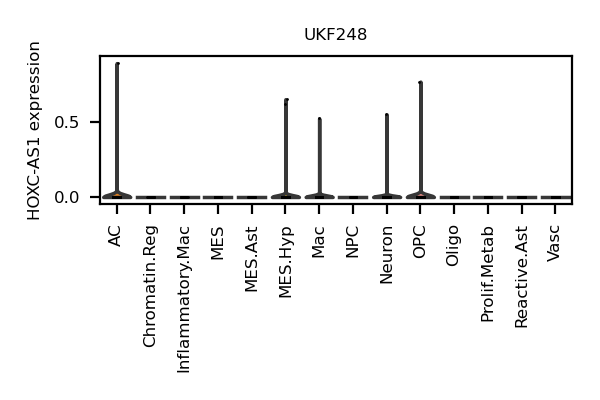 UKF248
HOXC-AS1 expression
0.5
0.0
AC
Chromatin.Reg
Inflammatory.Mac
MES
MES.Ast
MES.Hyp
Mac
NPC
Neuron
OPC
Oligo
Prolif.Metab
Reactive.Ast
Vasc